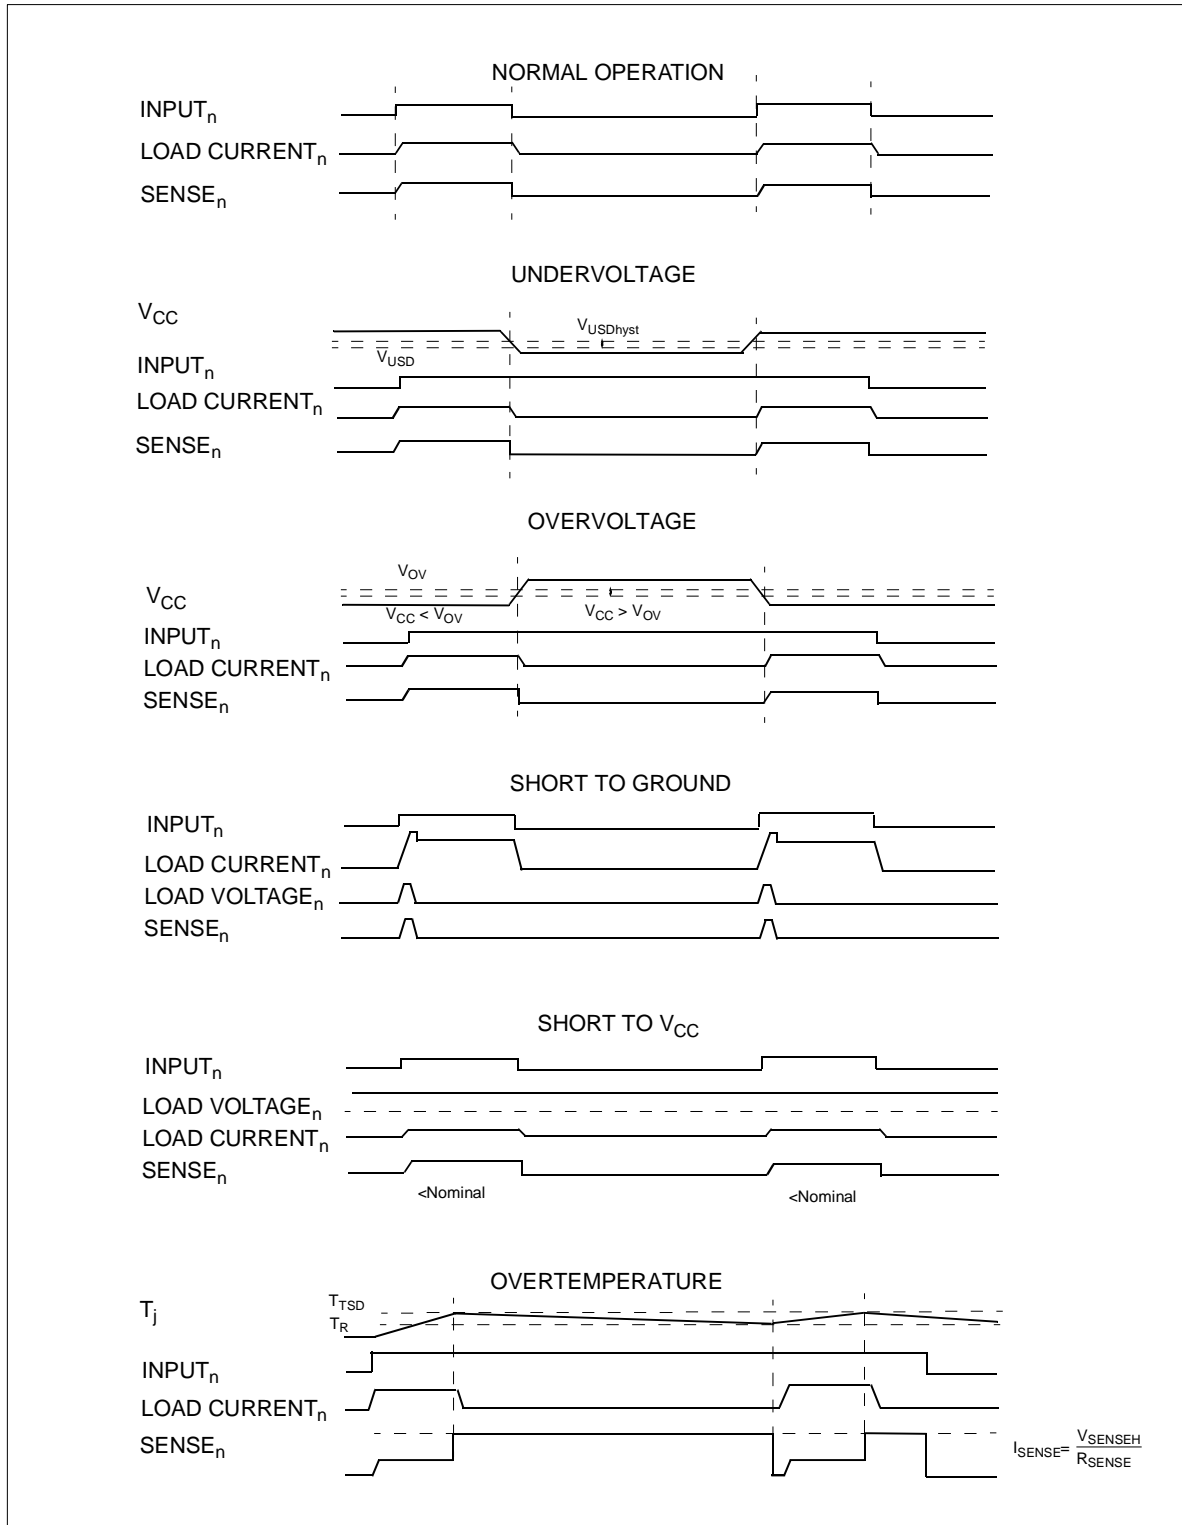 NORMAL OPERATION
INPUTn
LOAD CURRENTn
SENSEn
UNDERVOLTAGE
VCC
VUSDhyst
VUSD
INPUTn
LOAD CURRENTn
SENSEn
OVERVOLTAGE
VOV
VCC
VCC < VOV
VCC > VOV
INPUTn
LOAD CURRENTn
SENSEn
SHORT TO GROUND
INPUTn
LOAD CURRENTn
LOAD VOLTAGEn
SENSEn
SHORT TO VCC
INPUTn
LOAD VOLTAGEn
LOAD CURRENTn
SENSEn
<Nominal
<Nominal
OVERTEMPERATURE
Tj
TTSD
TR
INPUTn
LOAD CURRENTn
SENSEn
ISENSE= VSENSEH
RSENSE